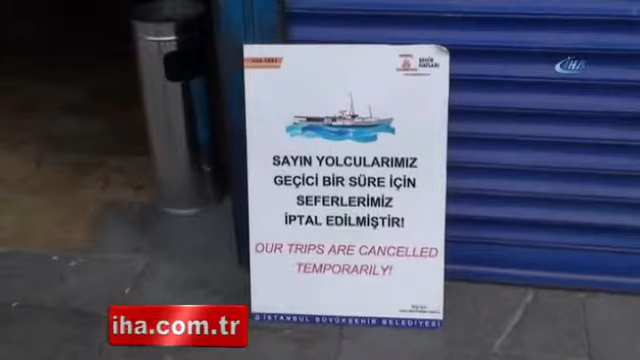 ŞEHİR
HATLARI
İHA
SAYIN YOLCULARIMIZ
GEÇİCİ BİR SÜRE İÇİN
SEFERLERİMİZ
İPTAL EDİLMİŞTİR!
OUR TRIPS ARE CANCELLED
TEMPORARILY!
İSTANBUL BÜYÜKŞEHİR BELEDİYESİ
iha.com.tr